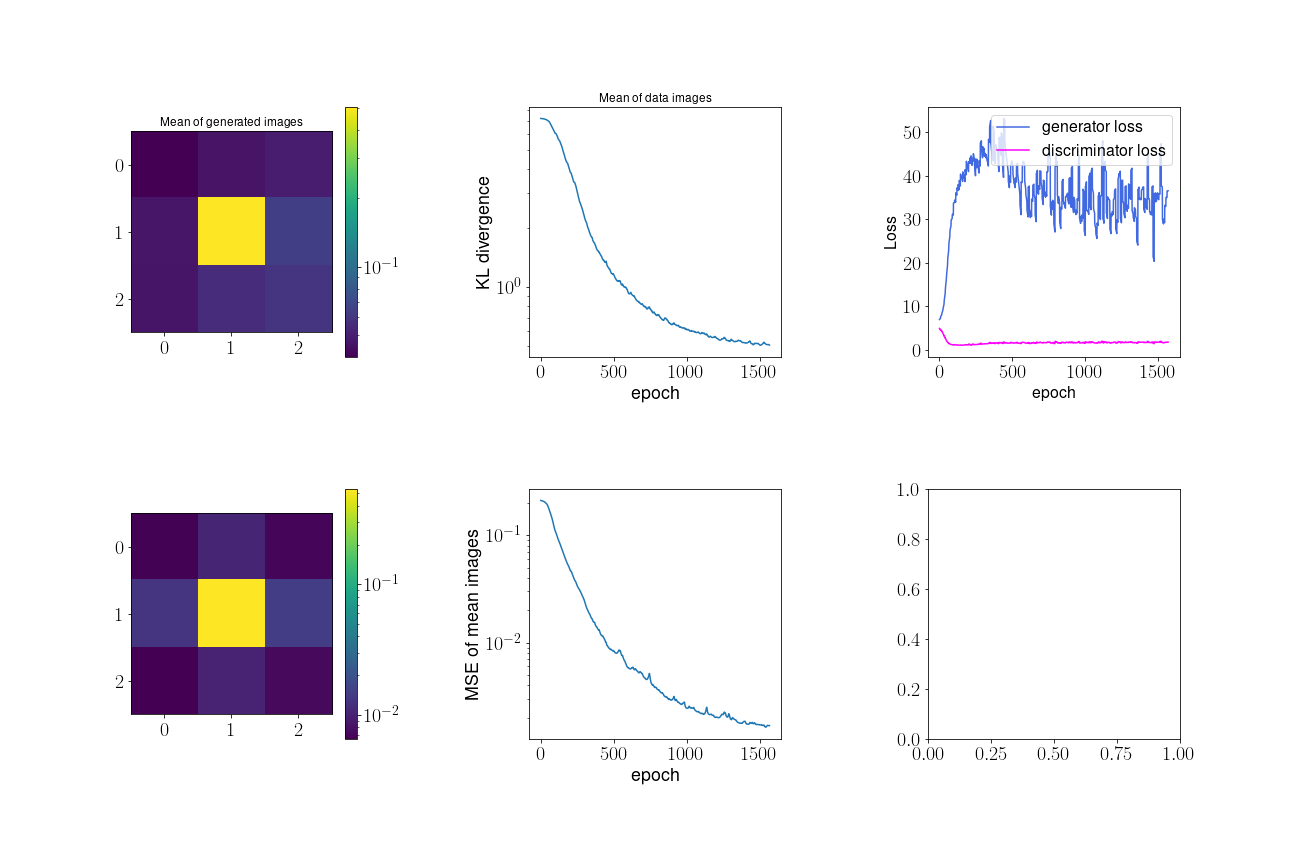 Mean of generated images
0
1
2
0 1 2
10⁻¹
Mean of data images
KL divergence
10⁰
0 500 1000 1500
epoch
generator loss
discriminator loss
Loss
50
40
30
20
10
0
0 500 1000 1500
epoch
0
1
2
0 1 2
10⁻¹
10⁻²
MSE of mean images
10⁻¹
10⁻²
0 500 1000 1500
epoch
1.0
0.8
0.6
0.4
0.2
0.0
0.00 0.25 0.50 0.75 1.00